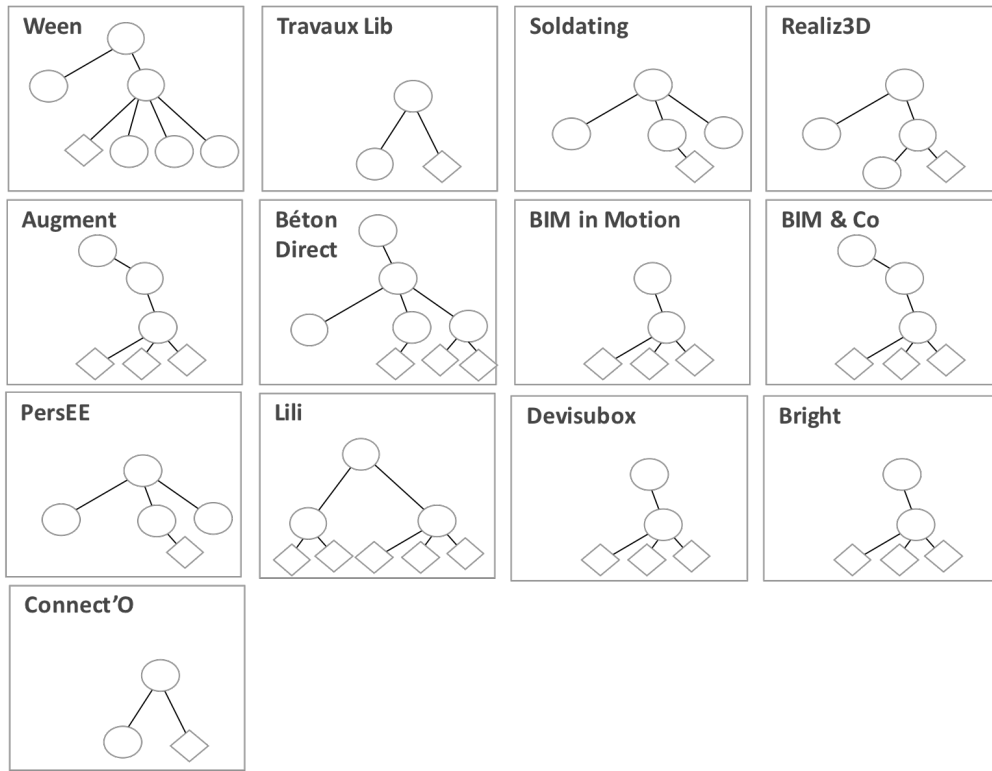 Ween
Travaux Lib
Soldating
Realiz3D
Augment
Béton
Direct
BIM in Motion
BIM & Co
PersEE
Lili
Devisubox
Bright
Connect’O